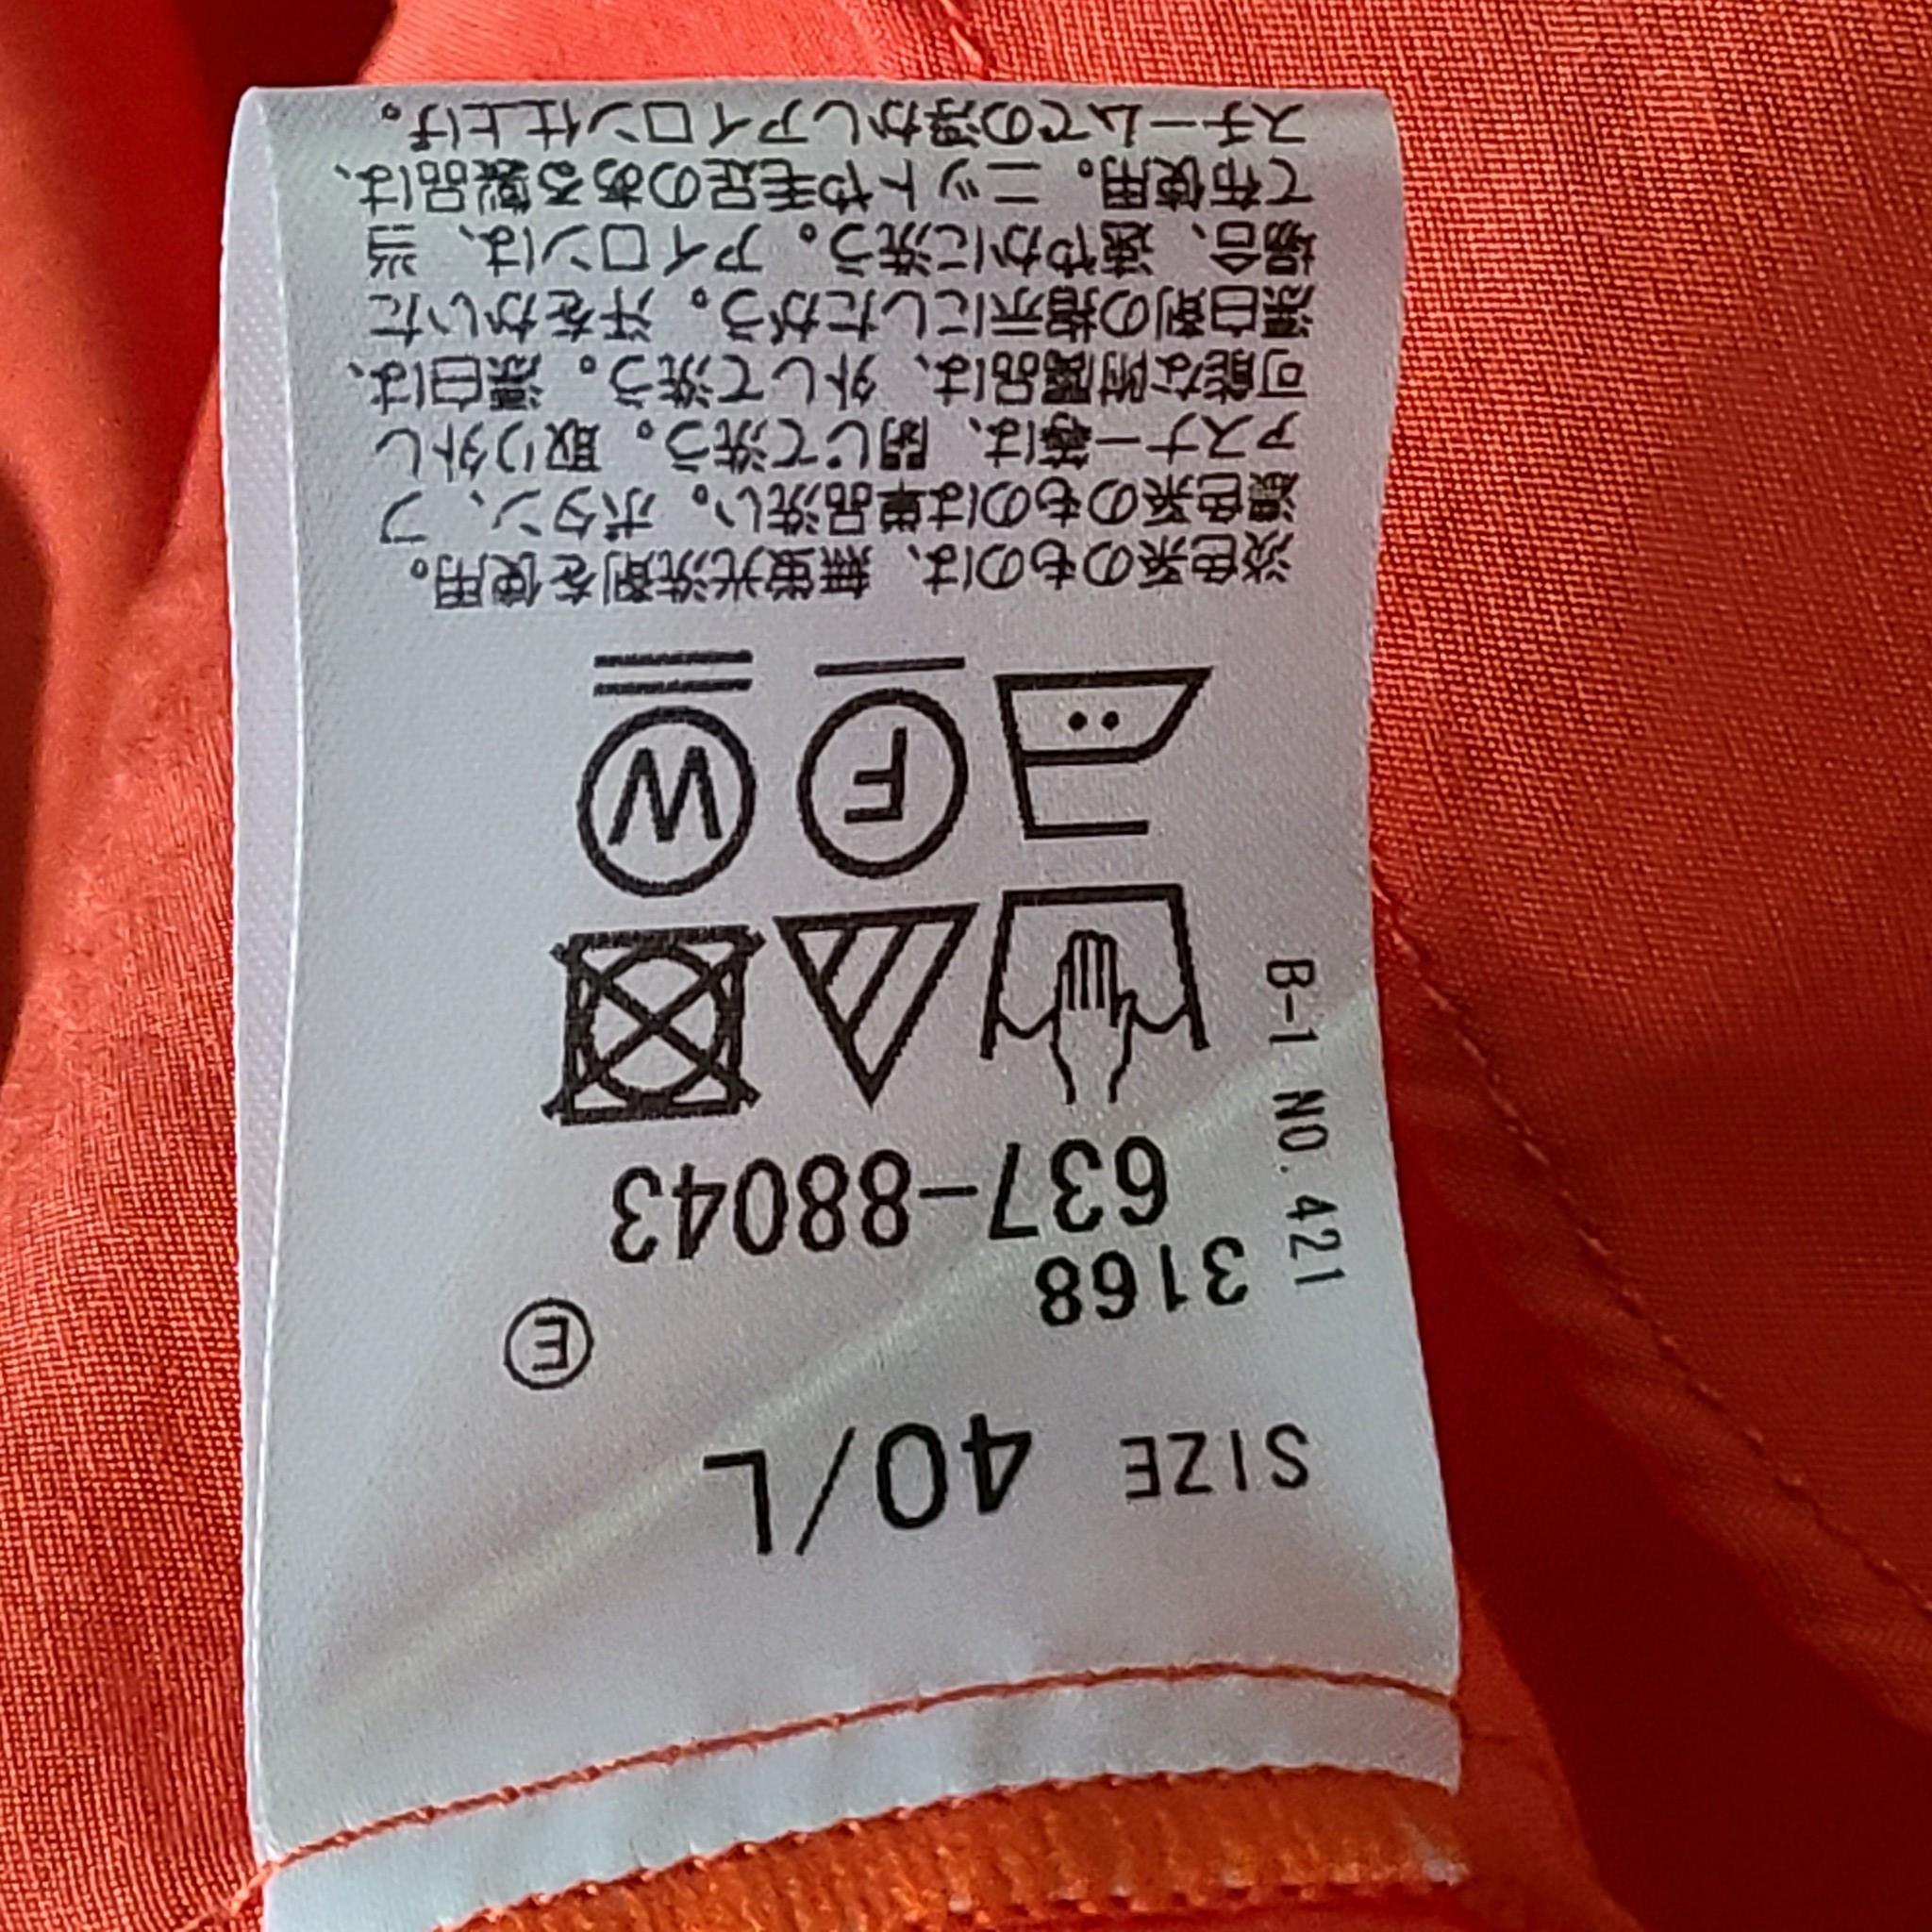 SIZE 40/L
3168
Ⓔ
637-88043
B-1 NO. 421
W
F
淡色系のものは、無蛍光洗剤を使用。
濃色系のものは単品洗い。ボタン、フ
ァスナー等は、閉じて洗う。取り外し
可能な附属品は、外して洗う。漂白は、
漂白剤の指示にしたがう。汗をかいた
場合、速やかに洗う。アイロンは、当
て布使用。ニットや毛足のある製品は、
スチームでの浮かしアイロン仕上げ。